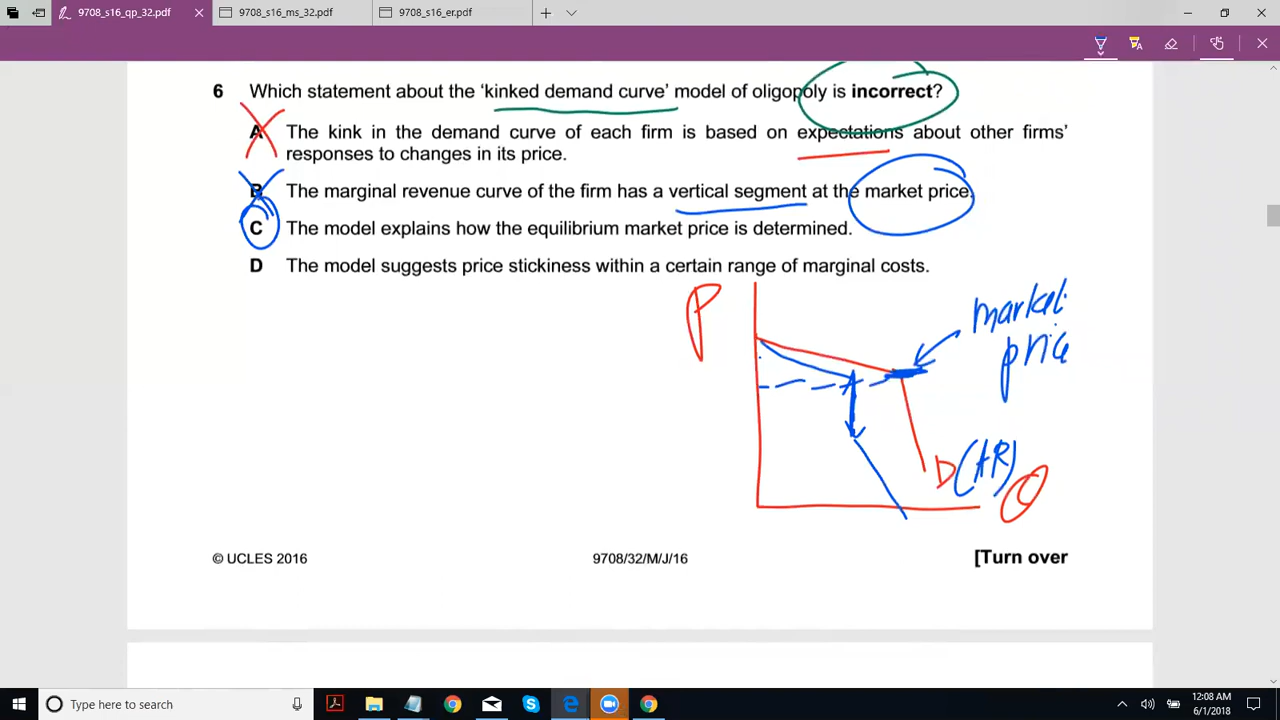 9708_s16_qp_32.pdf
9708_s16_ms_32.pdf
9708_s16_er.pdf
6 Which statement about the ‘kinked demand curve’ model of oligopoly is incorrect?
A The kink in the demand curve of each firm is based on expectations about other firms’
responses to changes in its price.
B The marginal revenue curve of the firm has a vertical segment at the market price.
C The model explains how the equilibrium market price is determined.
D The model suggests price stickiness within a certain range of marginal costs.
P
market
price
D (AR)
Q
© UCLES 2016
9708/32/M/J/16
[Turn over
Type here to search
12:08 AM
6/1/2018